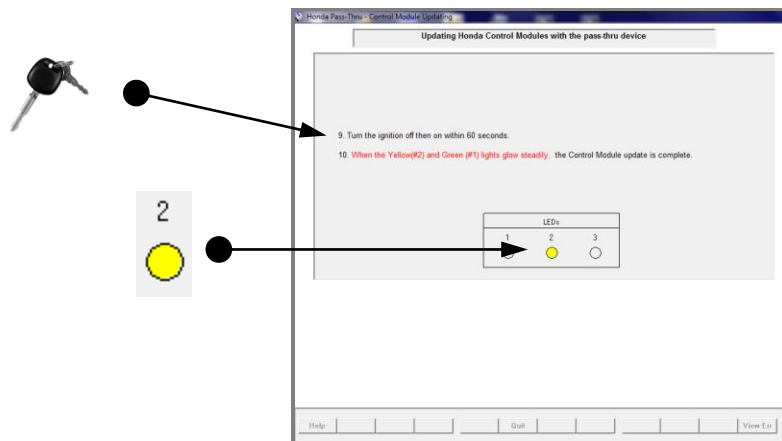 Honda Pass-Thru - Control Module Updating
Updating Honda Control Modules with the pass-thru device
9. Turn the ignition off then on within 60 seconds.
10. When the Yellow(#2) and Green (#1) lights glow steadily, the Control Module update is complete.
2
LEDs
1 2 3
Help Quit View Err